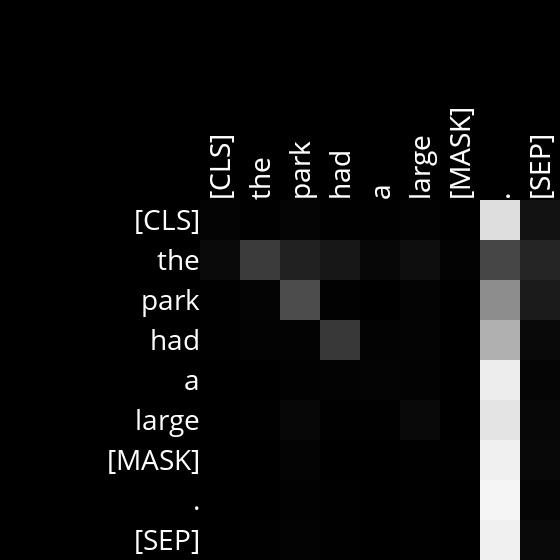 [CLS] the park had a large [MASK] . [SEP]
[CLS]
the
park
had
a
large
[MASK]
.
[SEP]